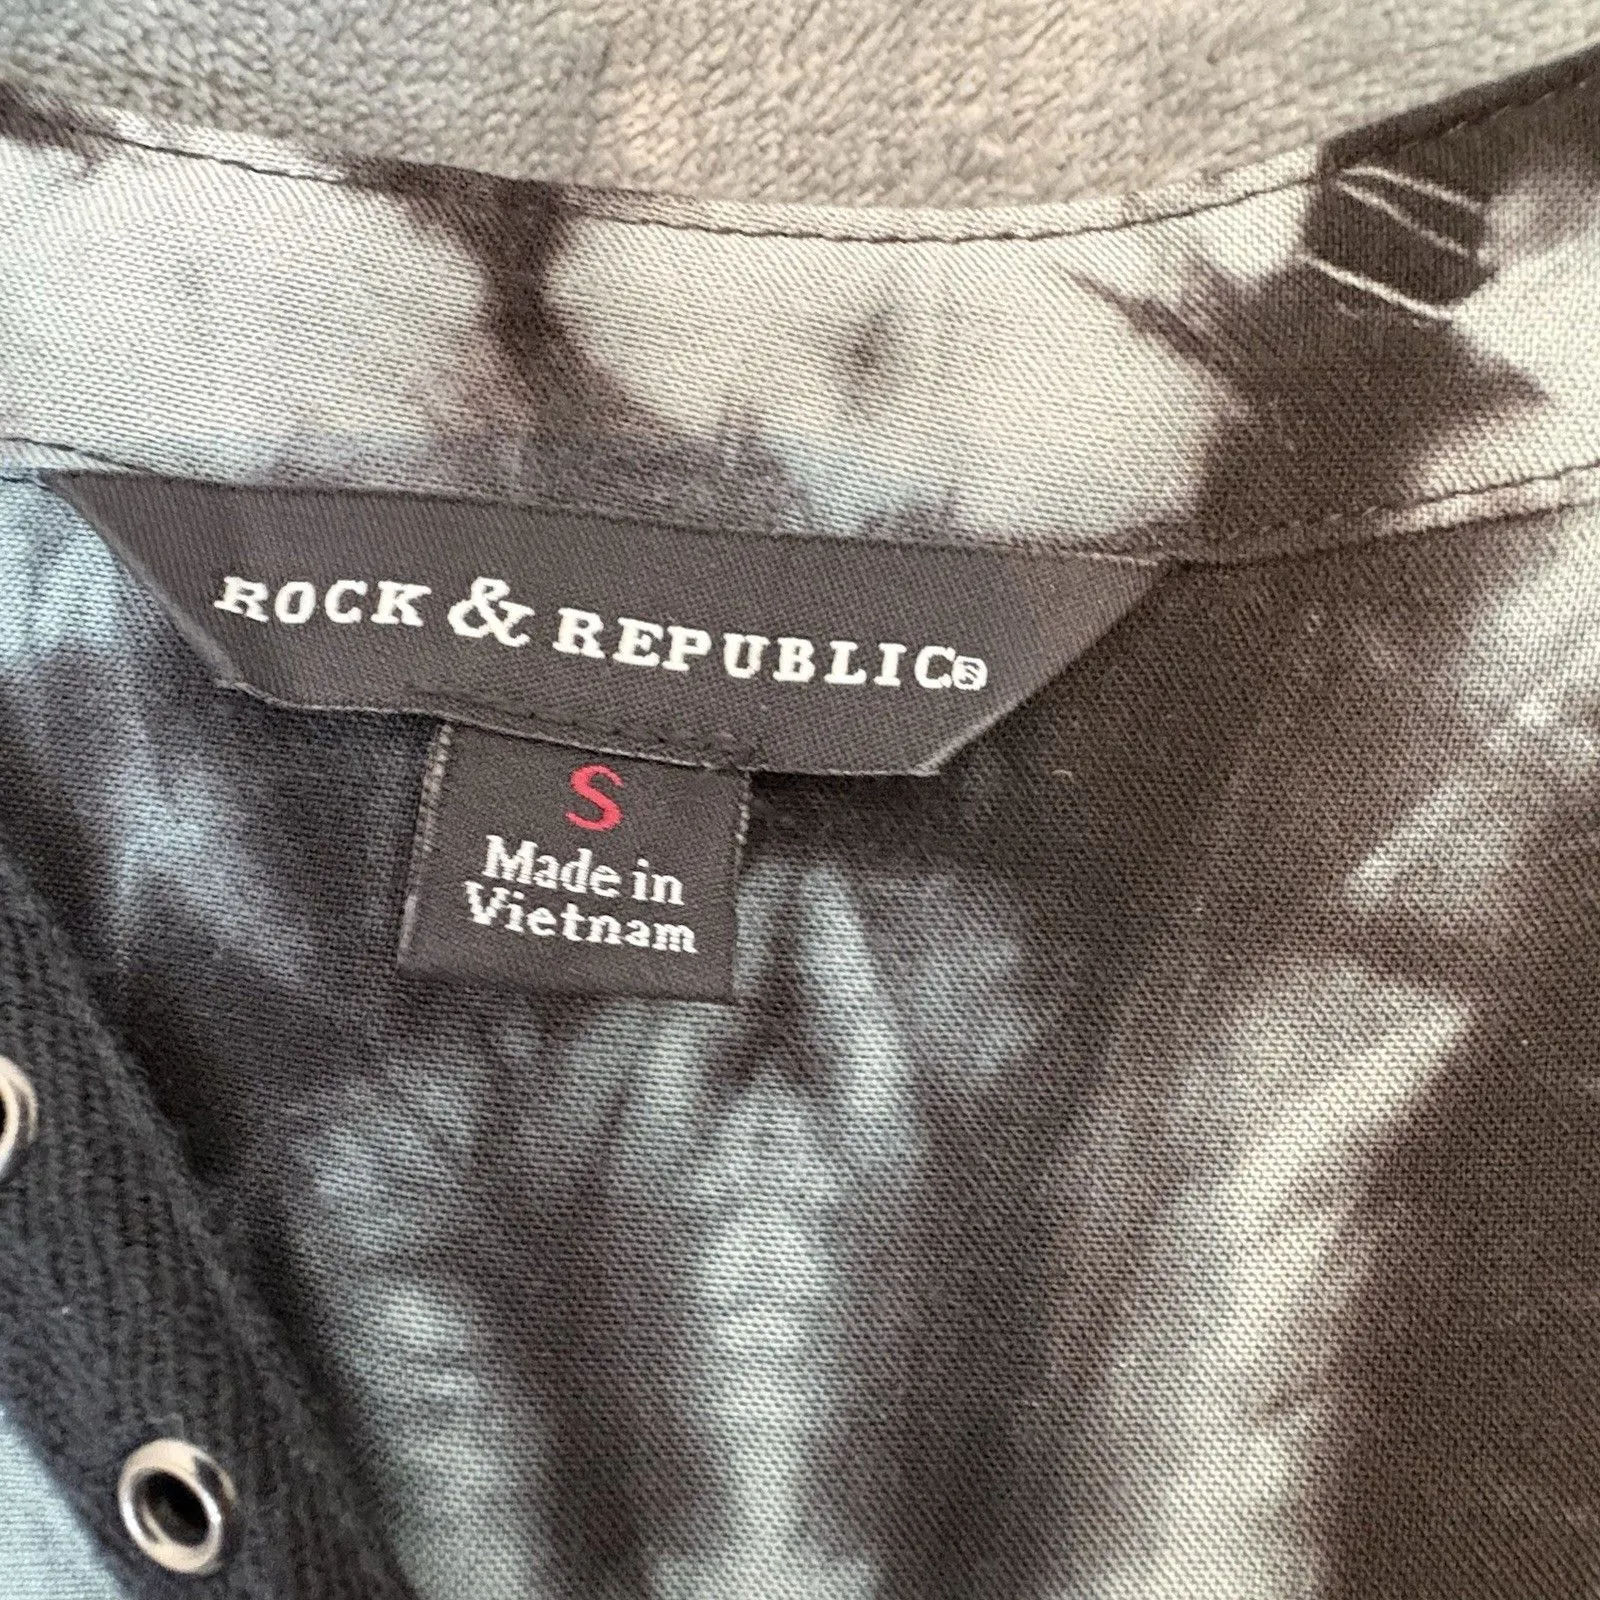 ROCK & REPUBLIC®
S
Made in
Vietnam